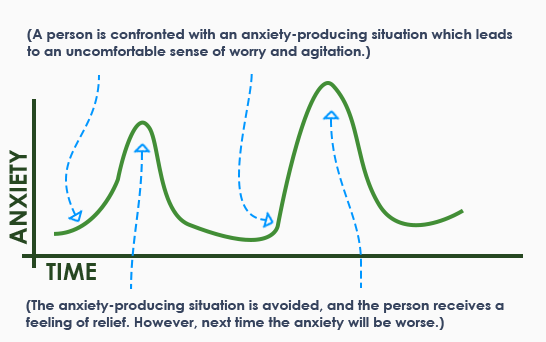 (A person is confronted with an anxiety-producing situation which leads
to an uncomfortable sense of worry and agitation.)
ANXIETY
TIME
(The anxiety-producing situation is avoided, and the person receives a
feeling of relief. However, next time the anxiety will be worse.)